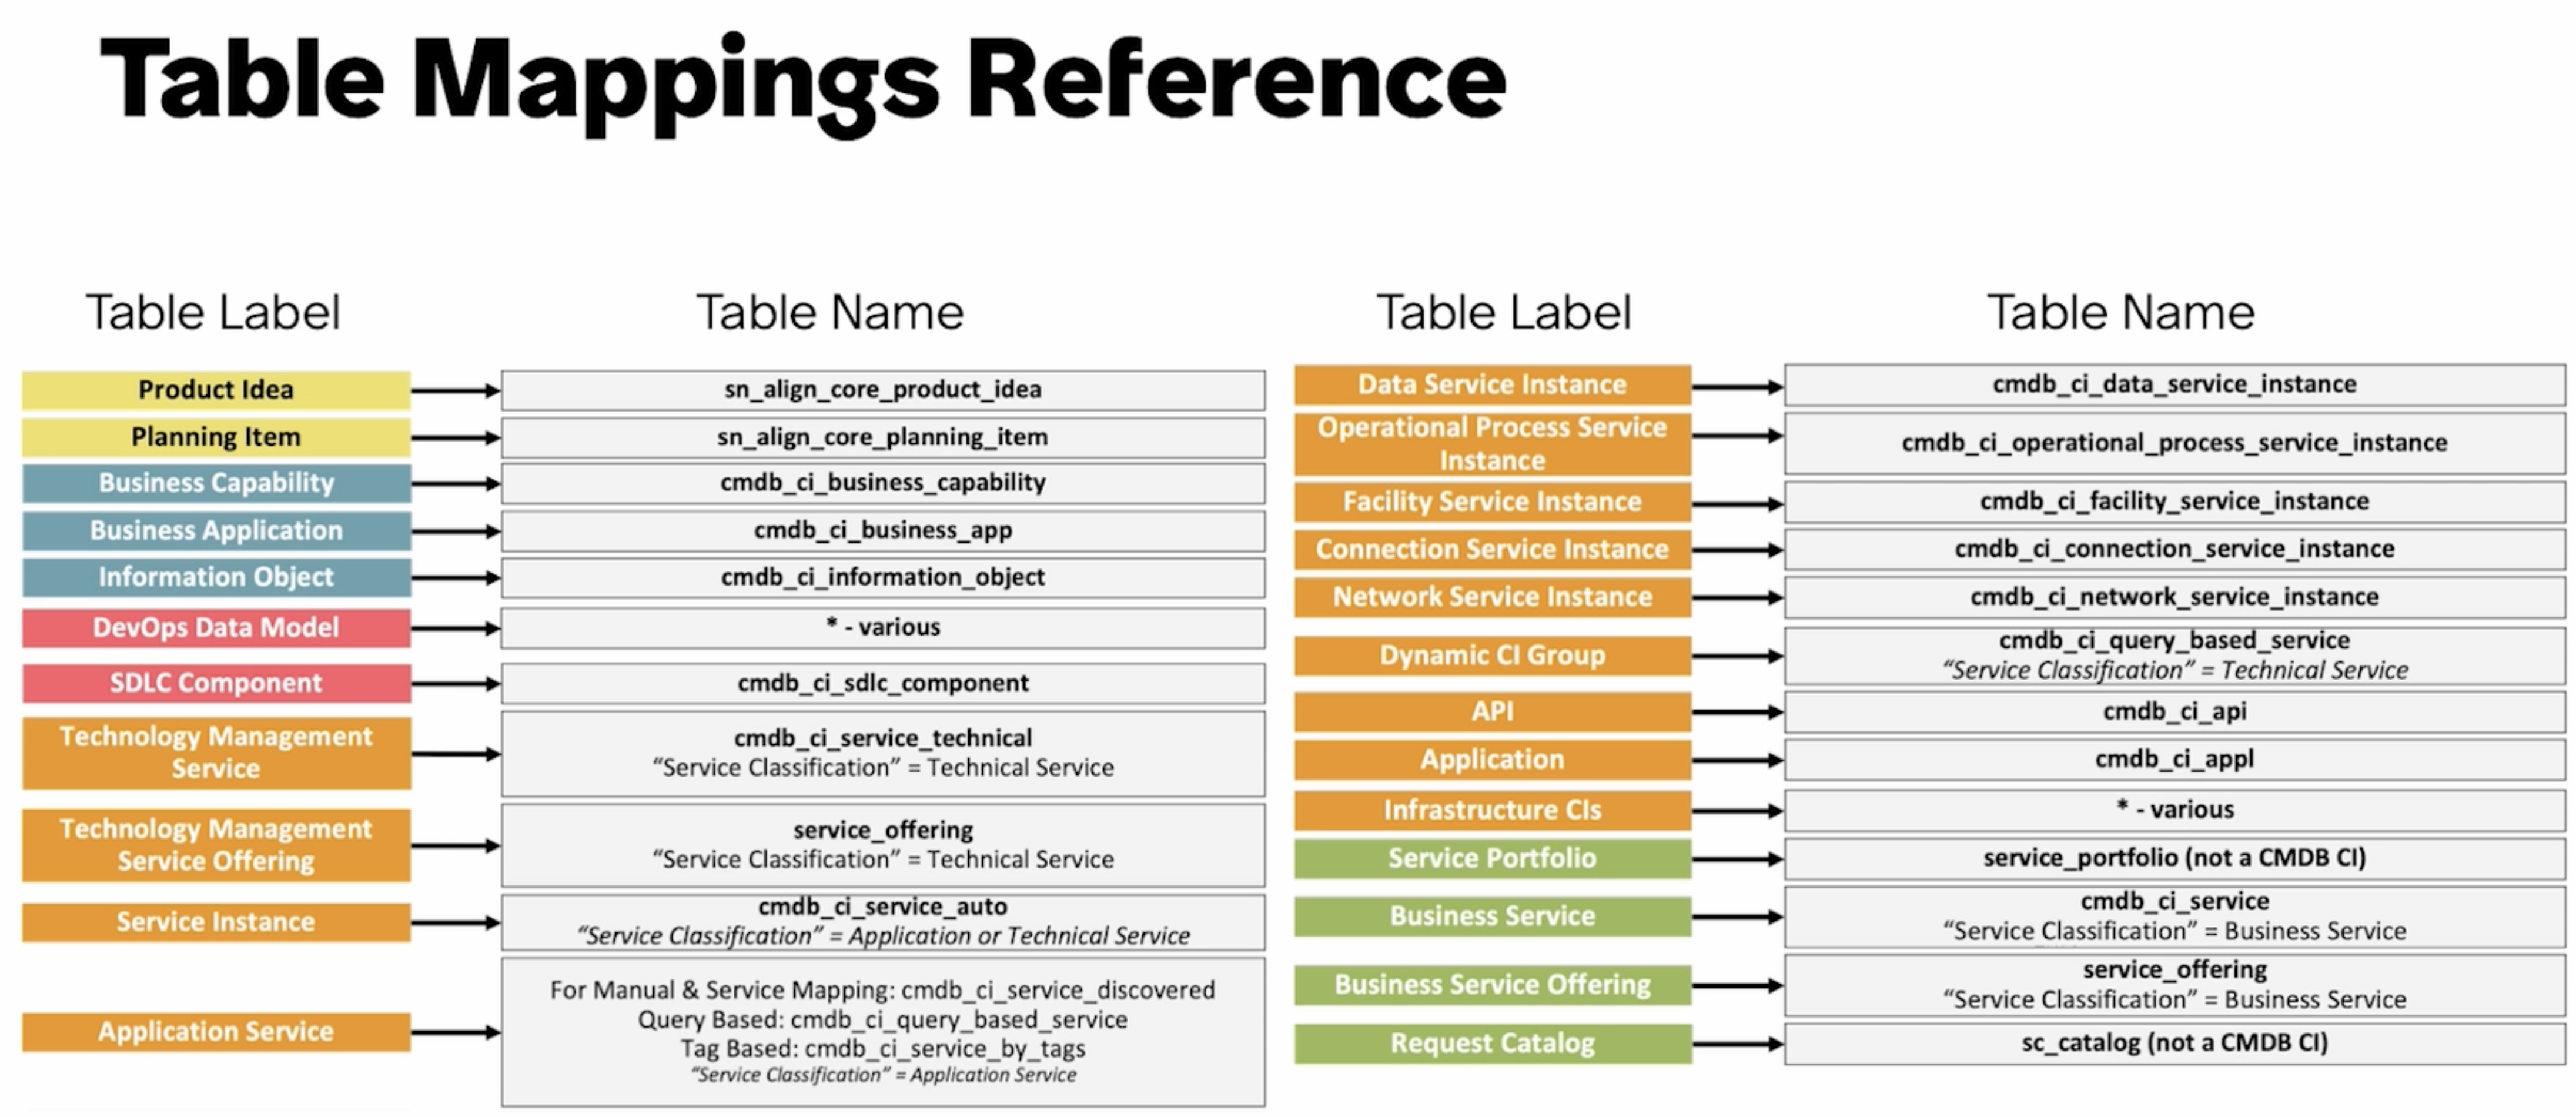 Table Mappings Reference
Table Label
Table Name
Product Idea
sn_align_core_product_idea
Planning Item
sn_align_core_planning_item
Business Capability
cmdb_ci_business_capability
Business Application
cmdb_ci_business_app
Information Object
cmdb_ci_information_object
DevOps Data Model
* - various
SDLC Component
cmdb_ci_sdlc_component
Technology Management
Service
cmdb_ci_service_technical
“Service Classification” = Technical Service
Technology Management
Service Offering
service_offering
“Service Classification” = Technical Service
Service Instance
cmdb_ci_service_auto
“Service Classification” = Application or Technical Service
Application Service
For Manual & Service Mapping: cmdb_ci_service_discovered
Query Based: cmdb_ci_query_based_service
Tag Based: cmdb_ci_service_by_tags
“Service Classification” = Application Service
Table Label
Table Name
Data Service Instance
cmdb_ci_data_service_instance
Operational Process Service
Instance
cmdb_ci_operational_process_service_instance
Facility Service Instance
cmdb_ci_facility_service_instance
Connection Service Instance
cmdb_ci_connection_service_instance
Network Service Instance
cmdb_ci_network_service_instance
Dynamic CI Group
cmdb_ci_query_based_service
“Service Classification” = Technical Service
API
cmdb_ci_api
Application
cmdb_ci_appl
Infrastructure CIs
* - various
Service Portfolio
service_portfolio (not a CMDB CI)
Business Service
cmdb_ci_service
“Service Classification” = Business Service
Business Service Offering
service_offering
“Service Classification” = Business Service
Request Catalog
sc_catalog (not a CMDB CI)